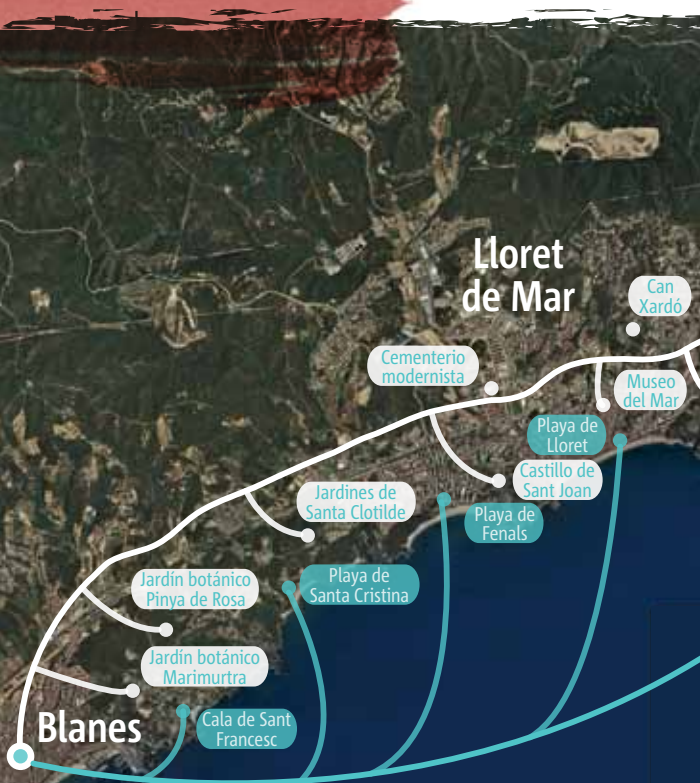 Lloret
de Mar
Can
Xardó
Cementerio
modernista
Museo
del Mar
Playa de
Lloret
Castillo de
Sant Joan
Jardines de
Santa Clotilde
Playa de
Fenals
Jardín botánico
Pinya de Rosa
Playa de
Santa Cristina
Jardín botánico
Marimurtra
Blanes
Cala de Sant
Francesc